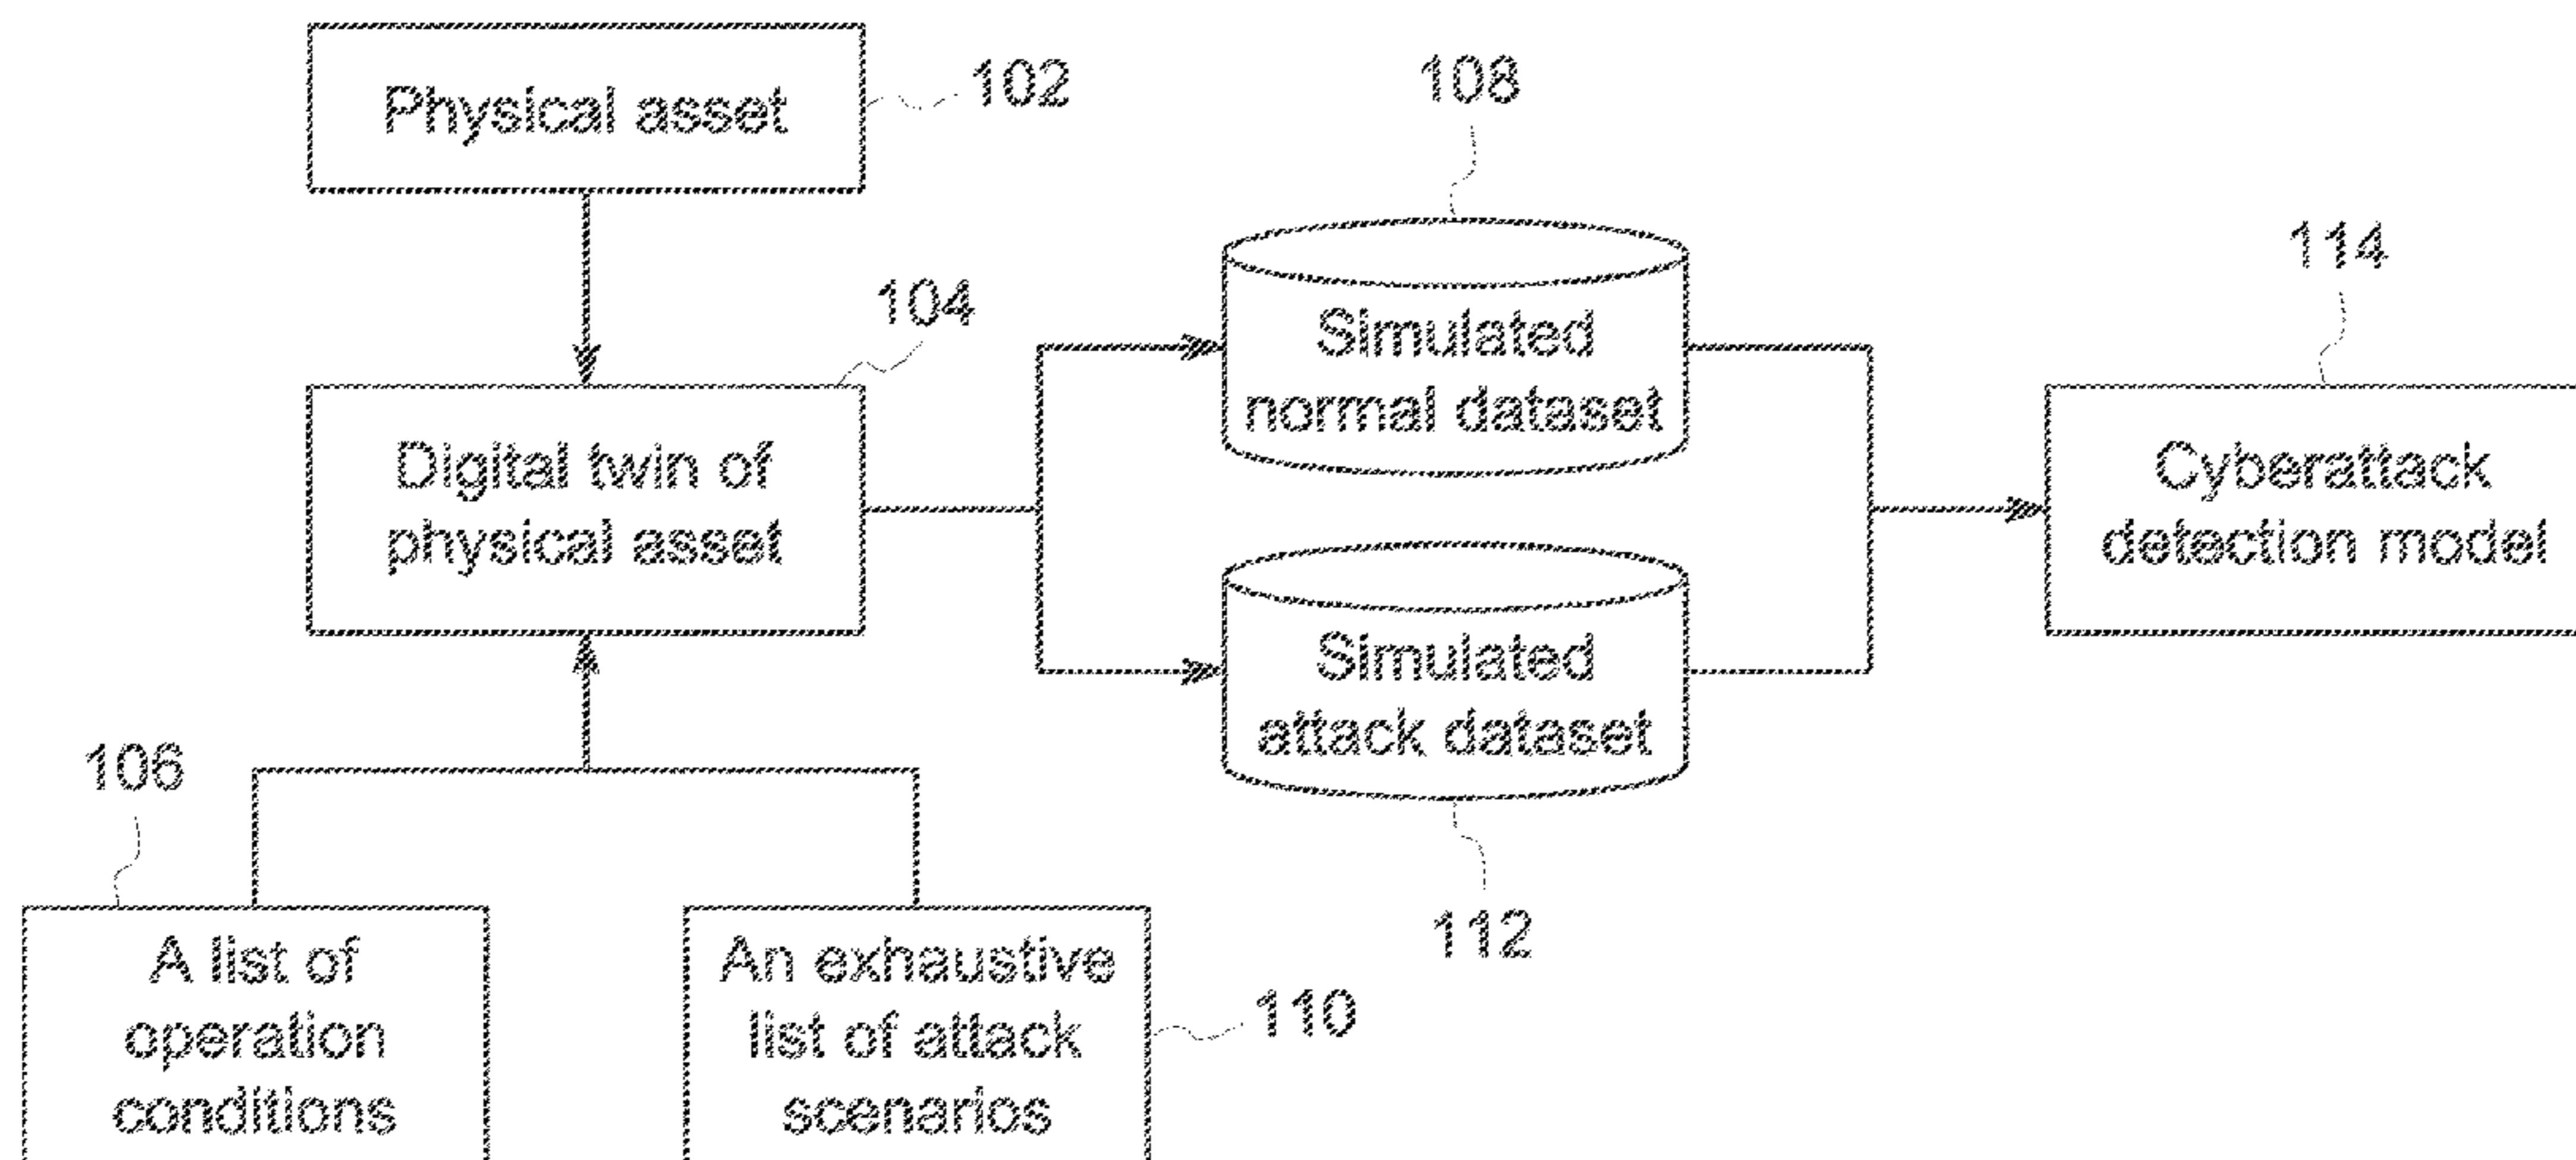 Physical asset
102
108
114
104
Simulated
normal dataset
Digital twin of
physical asset
Cyberattack
detection model
Simulated
attack dataset
106
112
A list of
operation
conditions
An exhaustive
list of attack
scenarios
110